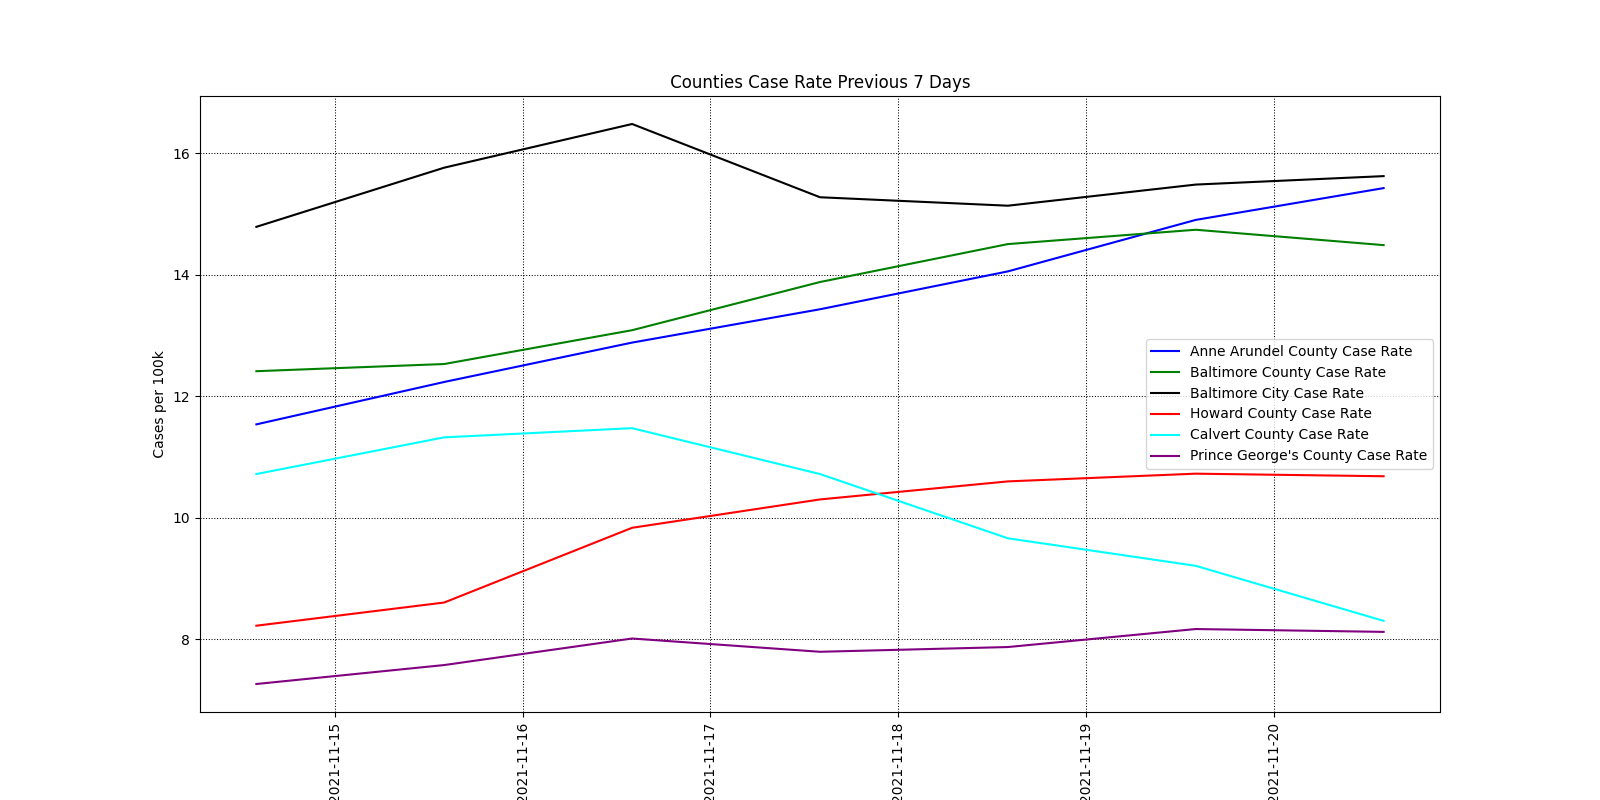 Counties Case Rate Previous 7 Days
Cases per 100k
16
14
12
10
8
Anne Arundel County Case Rate
Baltimore County Case Rate
Baltimore City Case Rate
Howard County Case Rate
Calvert County Case Rate
Prince George's County Case Rate
2021-11-15
2021-11-16
2021-11-17
2021-11-18
2021-11-19
2021-11-20